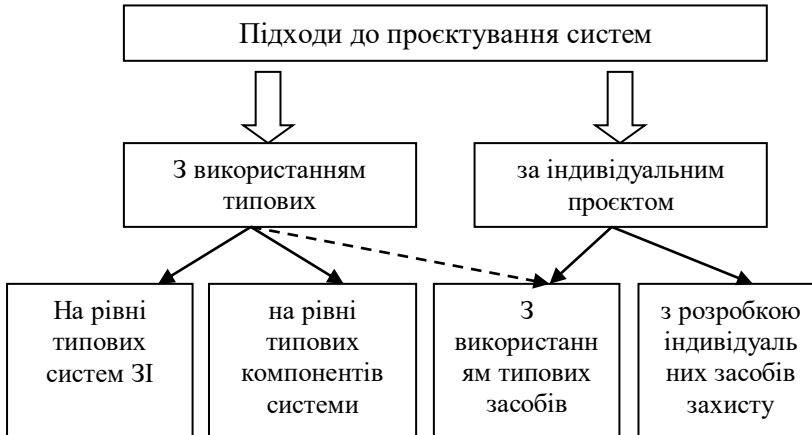 Підходи до проєктування систем
З використанням
типових
за індивідуальним
проєктом
На рівні
типових
систем ЗІ
на рівні
типових
компонентів
системи
З
використанн
ям типових
засобів
з розробкою
індивідуаль
них засобів
захисту